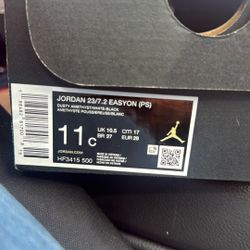 JORDAN 23/7.2 EASYON (PS)
DUSTY AMETHYST/WHITE-BLACK
AMETHYSTE POUSSIEREUSE/BLANC
11 C
UK 10.5
CM 17
BR 27
EUR 28
JORDAN.COM
HF3415 500